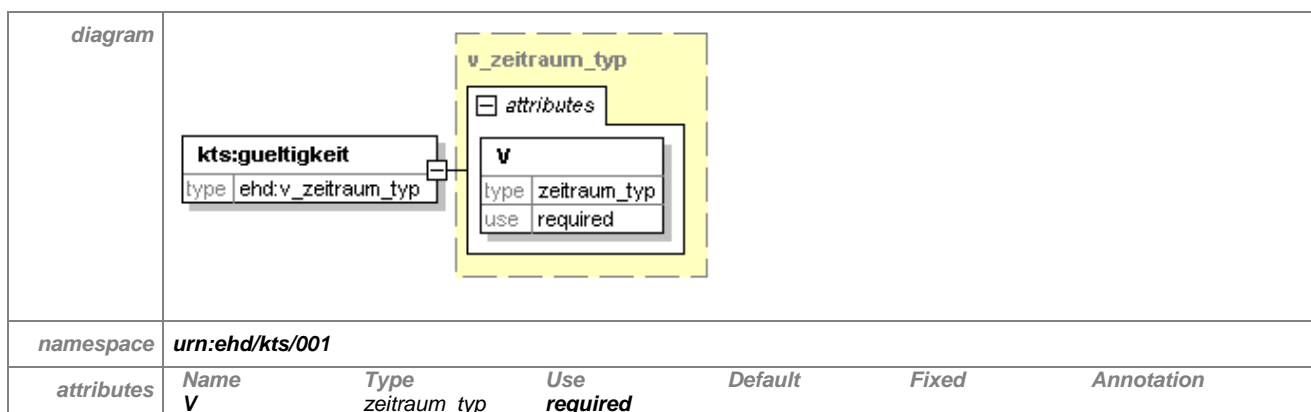 diagram
v_zeitraum_typ
attributes
kts:gueltigkeit
type ehd:v_zeitraum_typ
V
type zeitraum_typ
use required
namespace urn:ehd/kts/001
attributes Name Type Use Default Fixed Annotation
V zeitraum_typ required